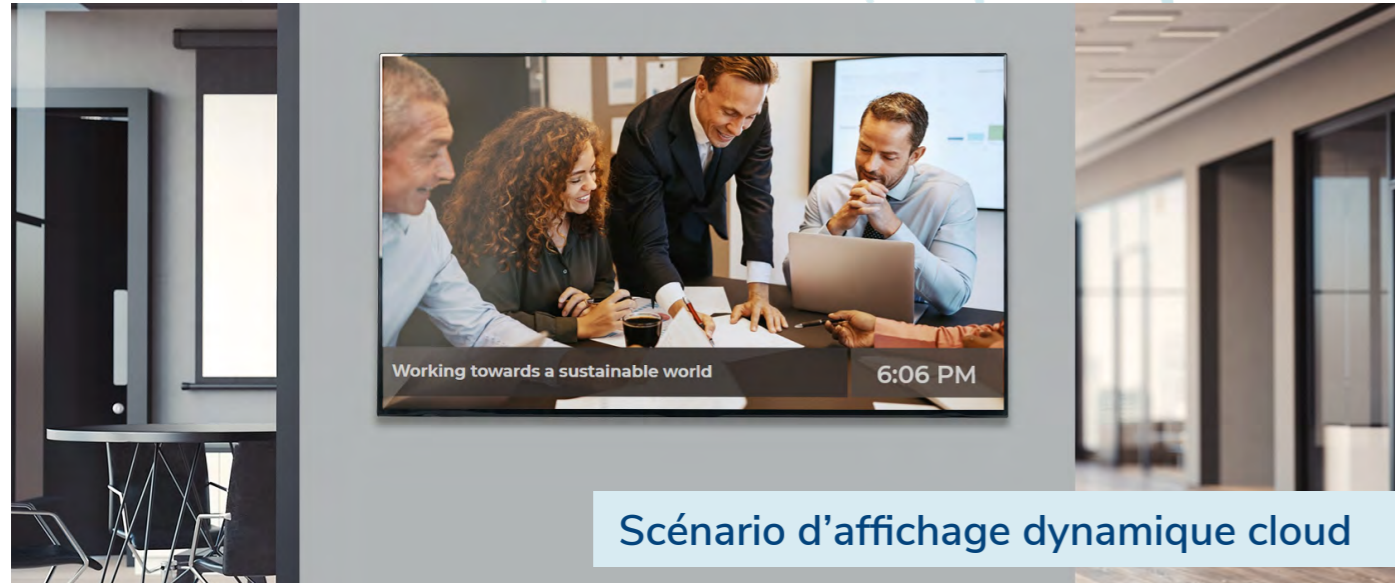 Working towards a sustainable world
6:06 PM
Scénario d’affichage dynamique cloud